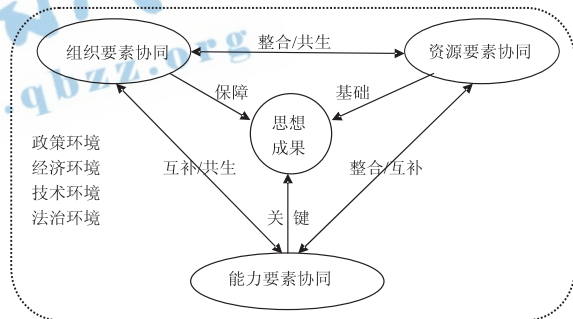 组织要素协同
整合/共生
资源要素协同
保障
基础
思想
成果
政策环境
经济环境
技术环境
法治环境
互补/共生
整合/互补
关 键
能力要素协同
.qbzz.org